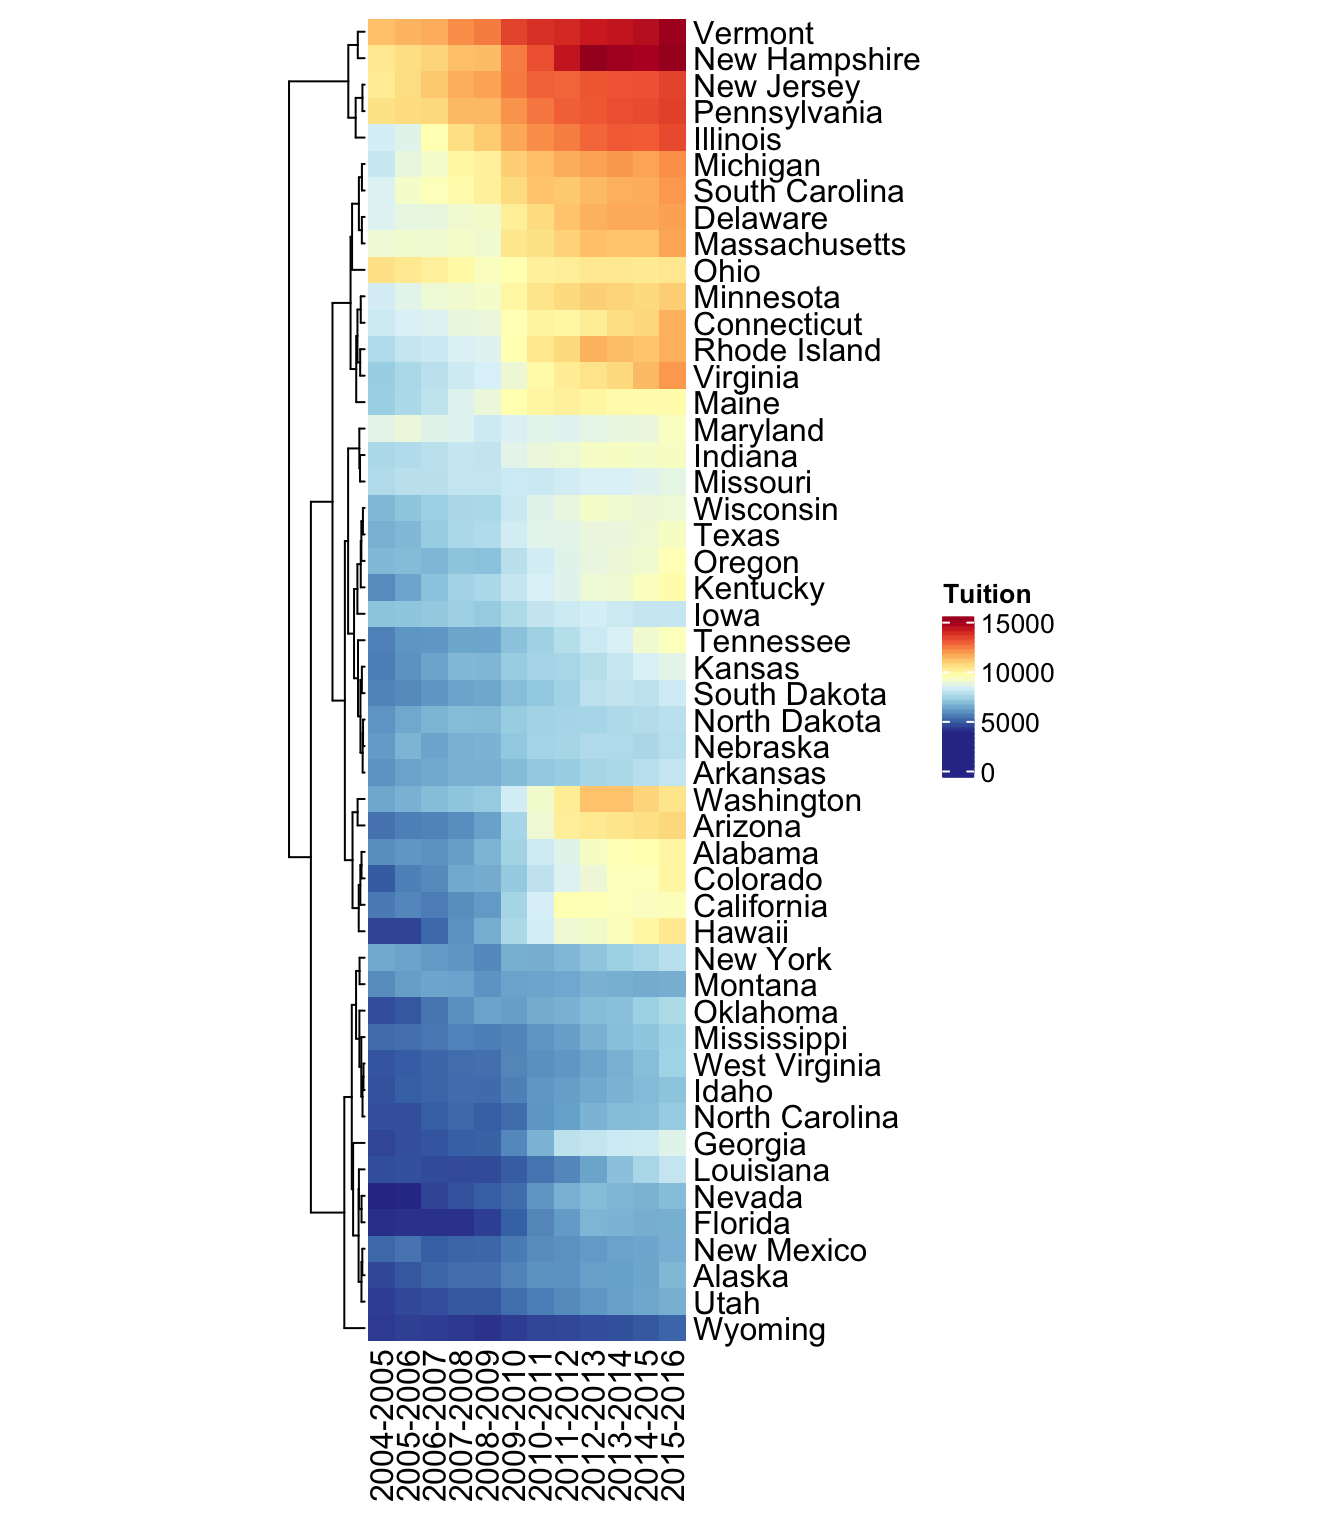 Vermont
New Hampshire
New Jersey
Pennsylvania
Illinois
Michigan
South Carolina
Delaware
Massachusetts
Ohio
Minnesota
Connecticut
Rhode Island
Virginia
Maine
Maryland
Indiana
Missouri
Wisconsin
Texas
Oregon
Kentucky
Iowa
Tennessee
Kansas
South Dakota
North Dakota
Nebraska
Arkansas
Washington
Arizona
Alabama
Colorado
California
Hawaii
New York
Montana
Oklahoma
Mississippi
West Virginia
Idaho
North Carolina
Georgia
Louisiana
Nevada
Florida
New Mexico
Alaska
Utah
Wyoming
Tuition
15000
10000
5000
0
2004-2005
2005-2006
2006-2007
2007-2008
2008-2009
2009-2010
2010-2011
2011-2012
2012-2013
2013-2014
2014-2015
2015-2016